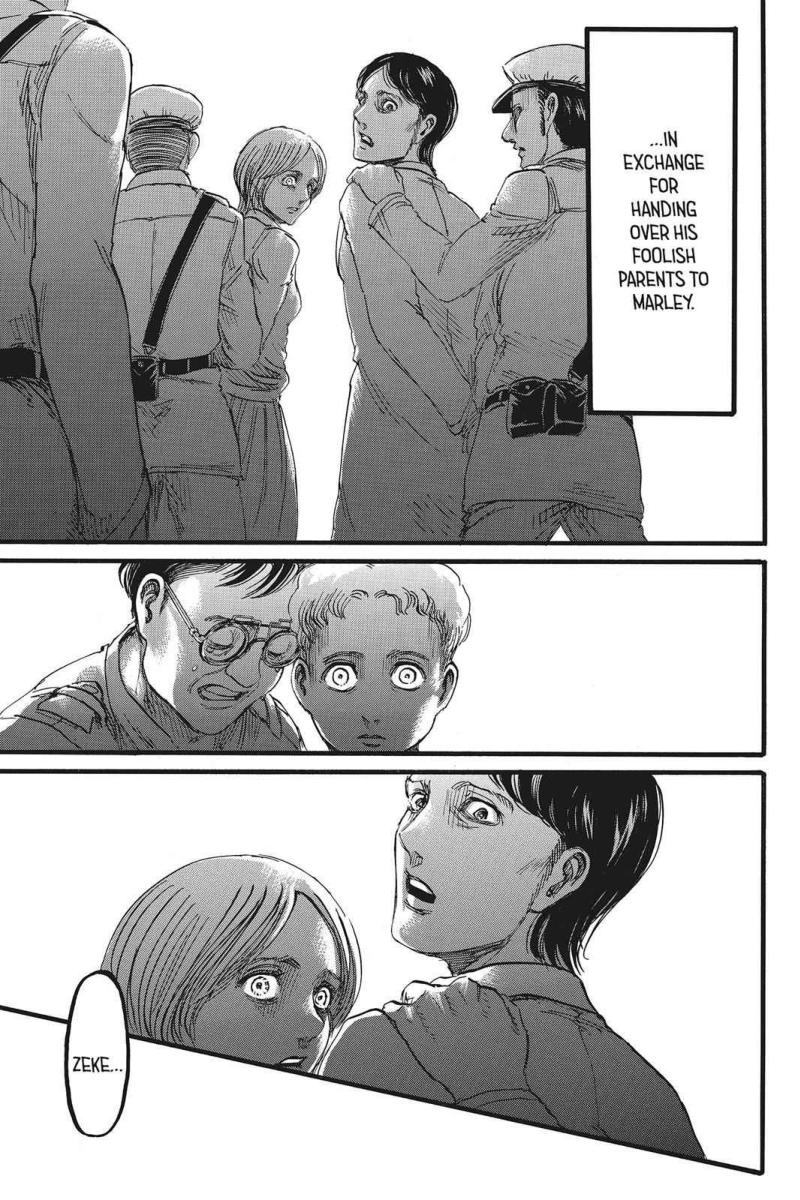 ...IN
EXCHANGE
FOR
HANDING
OVER HIS
FOOLISH
PARENTS TO
MARLEY.
ZEKE...